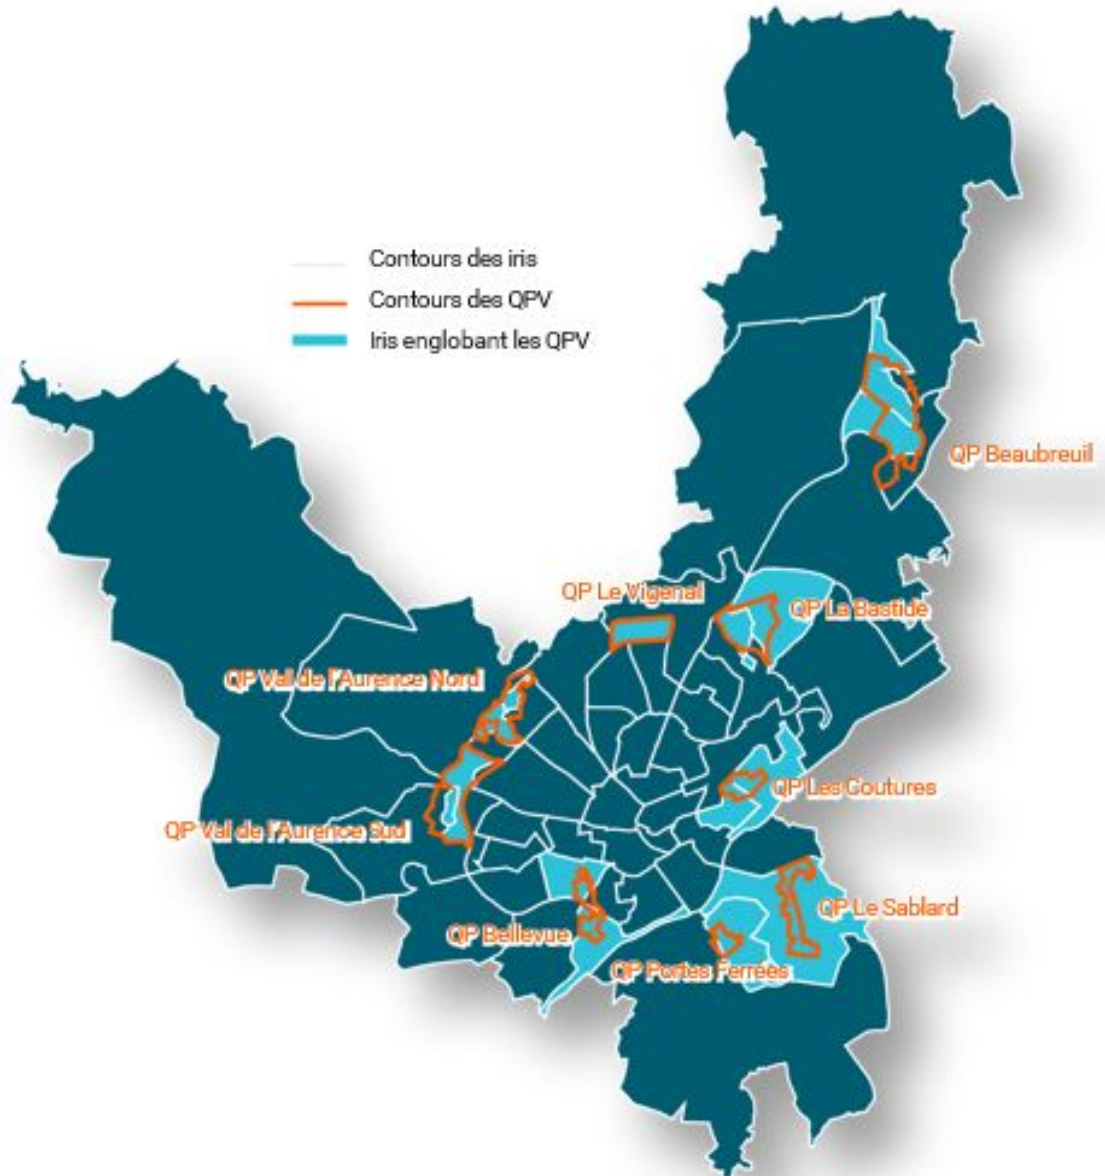 Contours des iris
Contours des QPV
Iris englobant les QPV
QP Beaubreuil
QP Le Vigenal
QP La Bastide
QP Val de l'Aurence Nord
QP Les Coutures
QP Val de l'Aurence Sud
QP Le Sablard
QP Bellevue
QP Portes Ferrées